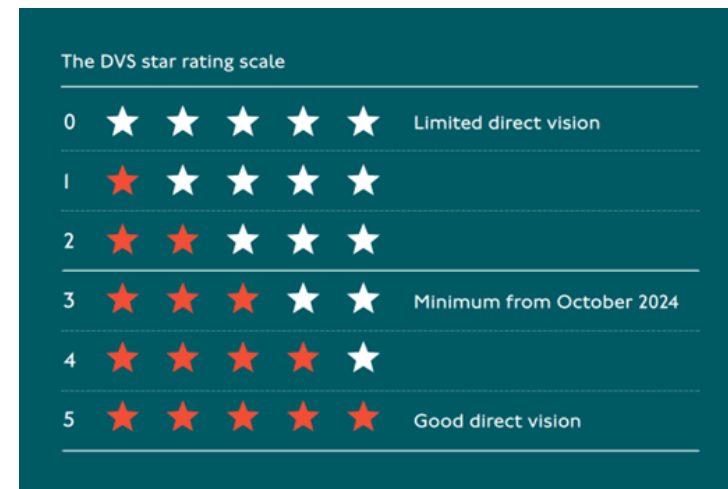 The DVS star rating scale
0 Limited direct vision
1
2
3 Minimum from October 2024
4
5 Good direct vision